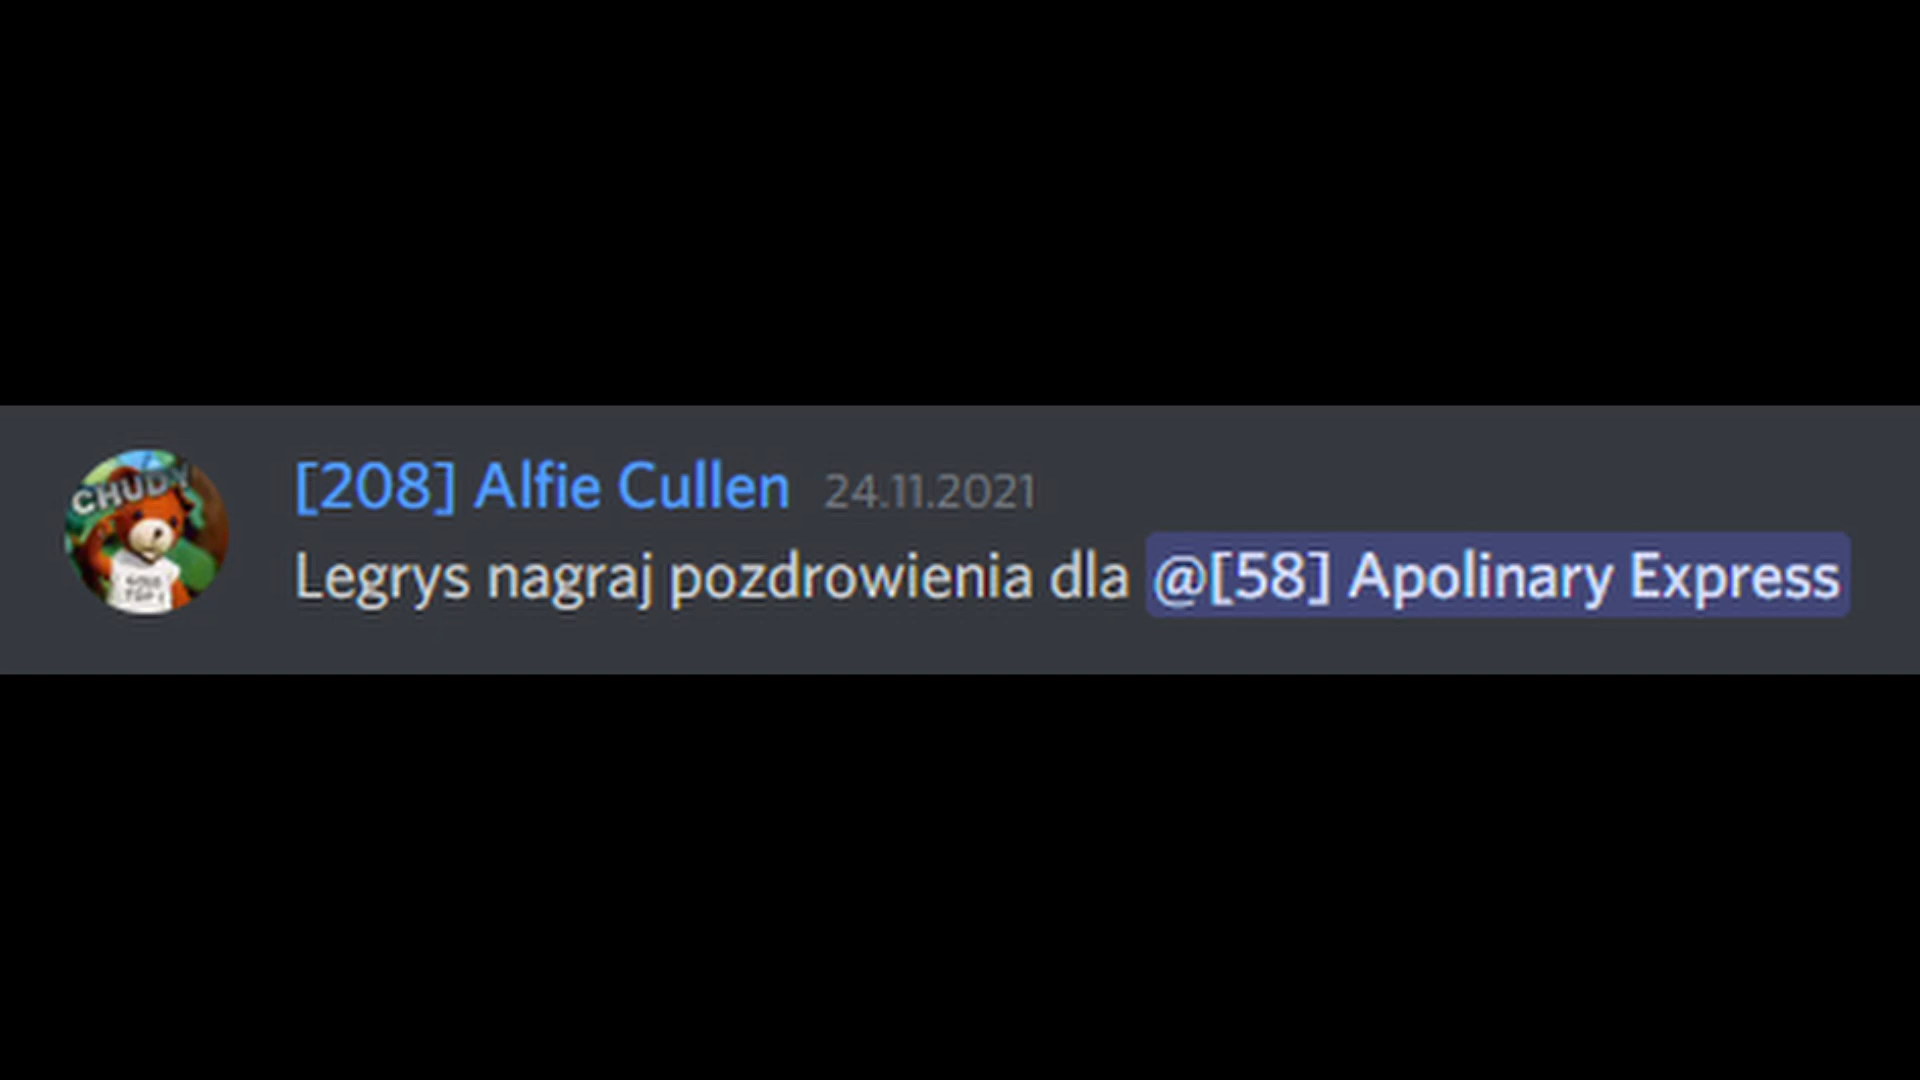 CHUDY
[208] Alfie Cullen 24.11.2021
Legrys nagraj pozdrowienia dla @[58] Apolinary Express